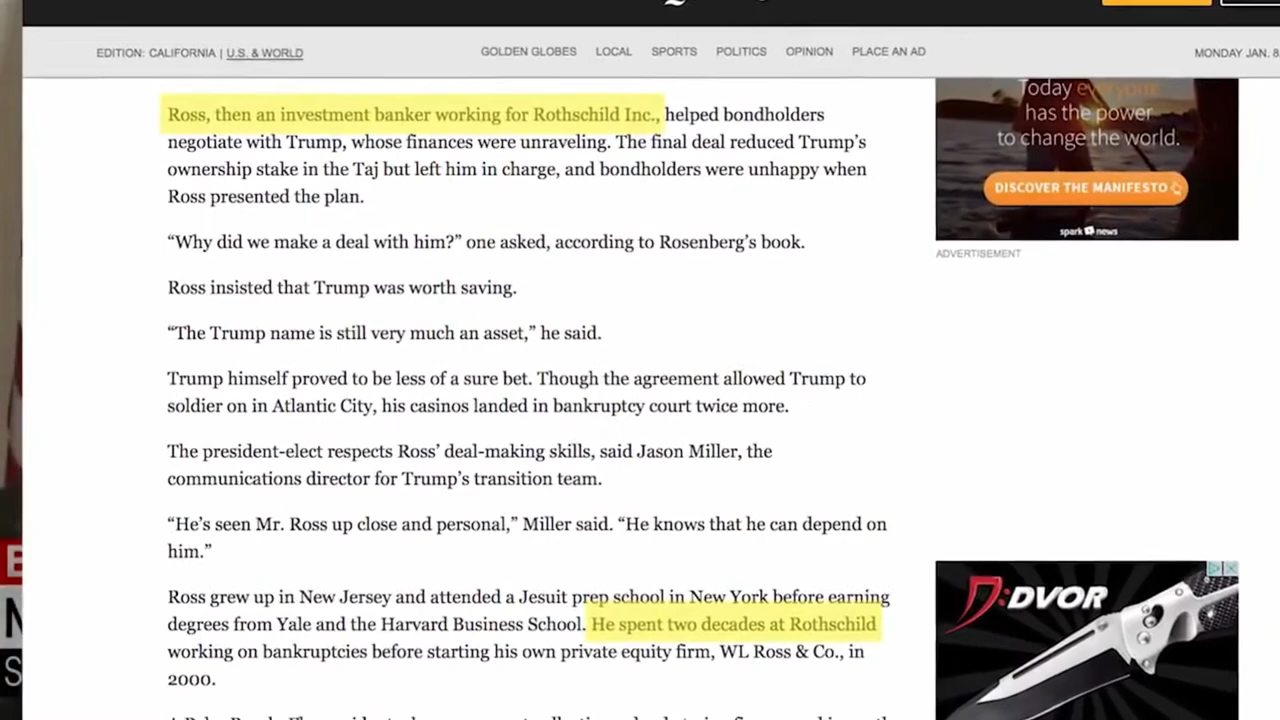 EDITION: CALIFORNIA | U.S. & WORLD
GOLDEN GLOBES LOCAL SPORTS POLITICS OPINION PLACE AN AD
MONDAY JAN. 8
Ross, then an investment banker working for Rothschild Inc., helped bondholders
negotiate with Trump, whose finances were unraveling. The final deal reduced Trump’s
ownership stake in the Taj but left him in charge, and bondholders were unhappy when
Ross presented the plan.
“Why did we make a deal with him?” one asked, according to Rosenberg’s book.
Ross insisted that Trump was worth saving.
“The Trump name is still very much an asset,” he said.
Trump himself proved to be less of a sure bet. Though the agreement allowed Trump to
soldier on in Atlantic City, his casinos landed in bankruptcy court twice more.
The president-elect respects Ross’ deal-making skills, said Jason Miller, the
communications director for Trump’s transition team.
“He’s seen Mr. Ross up close and personal,” Miller said. “He knows that he can depend on
him.”
Ross grew up in New Jersey and attended a Jesuit prep school in New York before earning
degrees from Yale and the Harvard Business School. He spent two decades at Rothschild
working on bankruptcies before starting his own private equity firm, WL Ross & Co., in
2000.
Today everyone
has the power
to change the world.
DISCOVER THE MANIFESTO
spark news
ADVERTISEMENT
DVOR